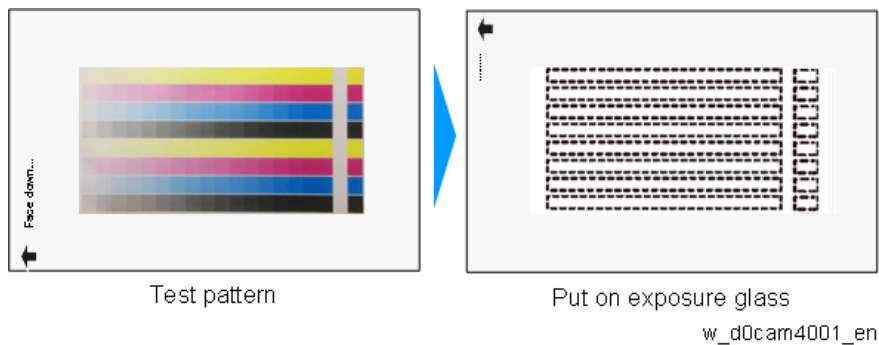 Face down...
Test pattern
Put on exposure glass
w_d0cam4001_en